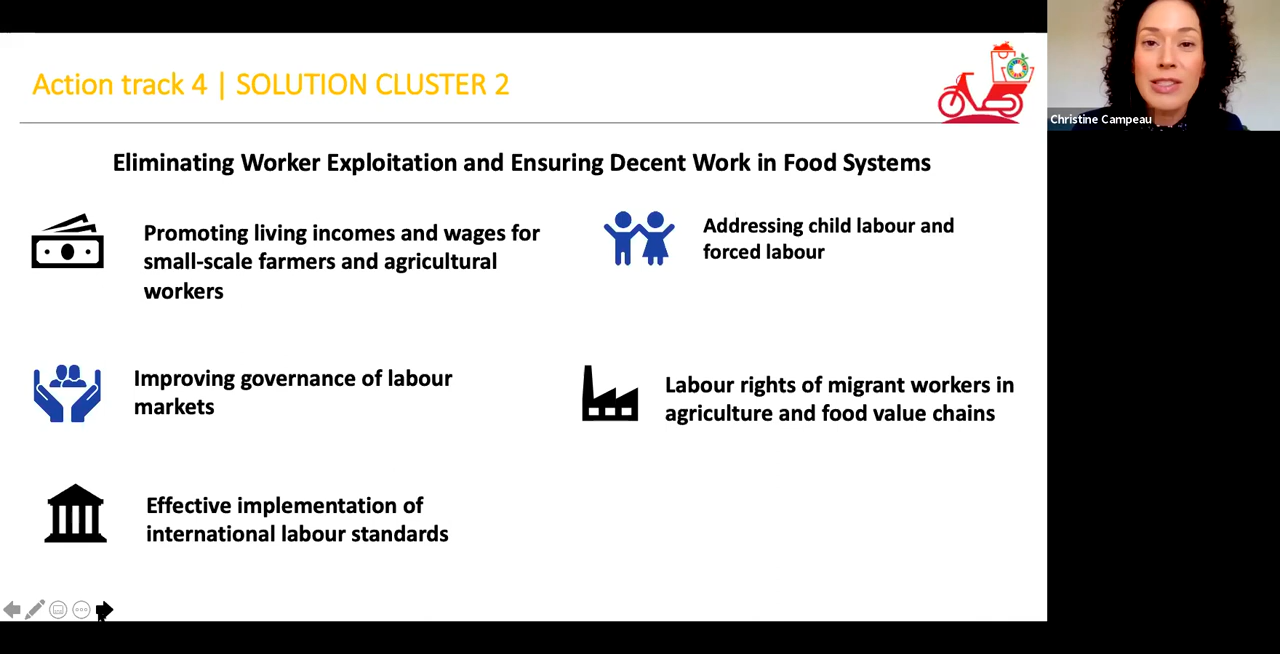 Action track 4 | SOLUTION CLUSTER 2
Christine Campeau
Eliminating Worker Exploitation and Ensuring Decent Work in Food Systems
Promoting living incomes and wages for
small-scale farmers and agricultural
workers
Addressing child labour and
forced labour
Improving governance of labour
markets
Labour rights of migrant workers in
agriculture and food value chains
Effective implementation of
international labour standards